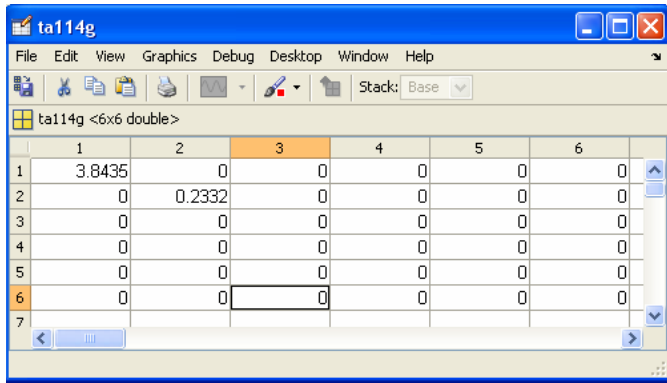 ta114g
File Edit View Graphics Debug Desktop Window Help
Stack: Base
ta114g <6x6 double>
1 2 3 4 5 6
1 3.8435 0 0 0 0 0
2 0 0.2332 0 0 0 0
3 0 0 0 0 0 0
4 0 0 0 0 0 0
5 0 0 0 0 0 0
6 0 0 0 0 0 0
7